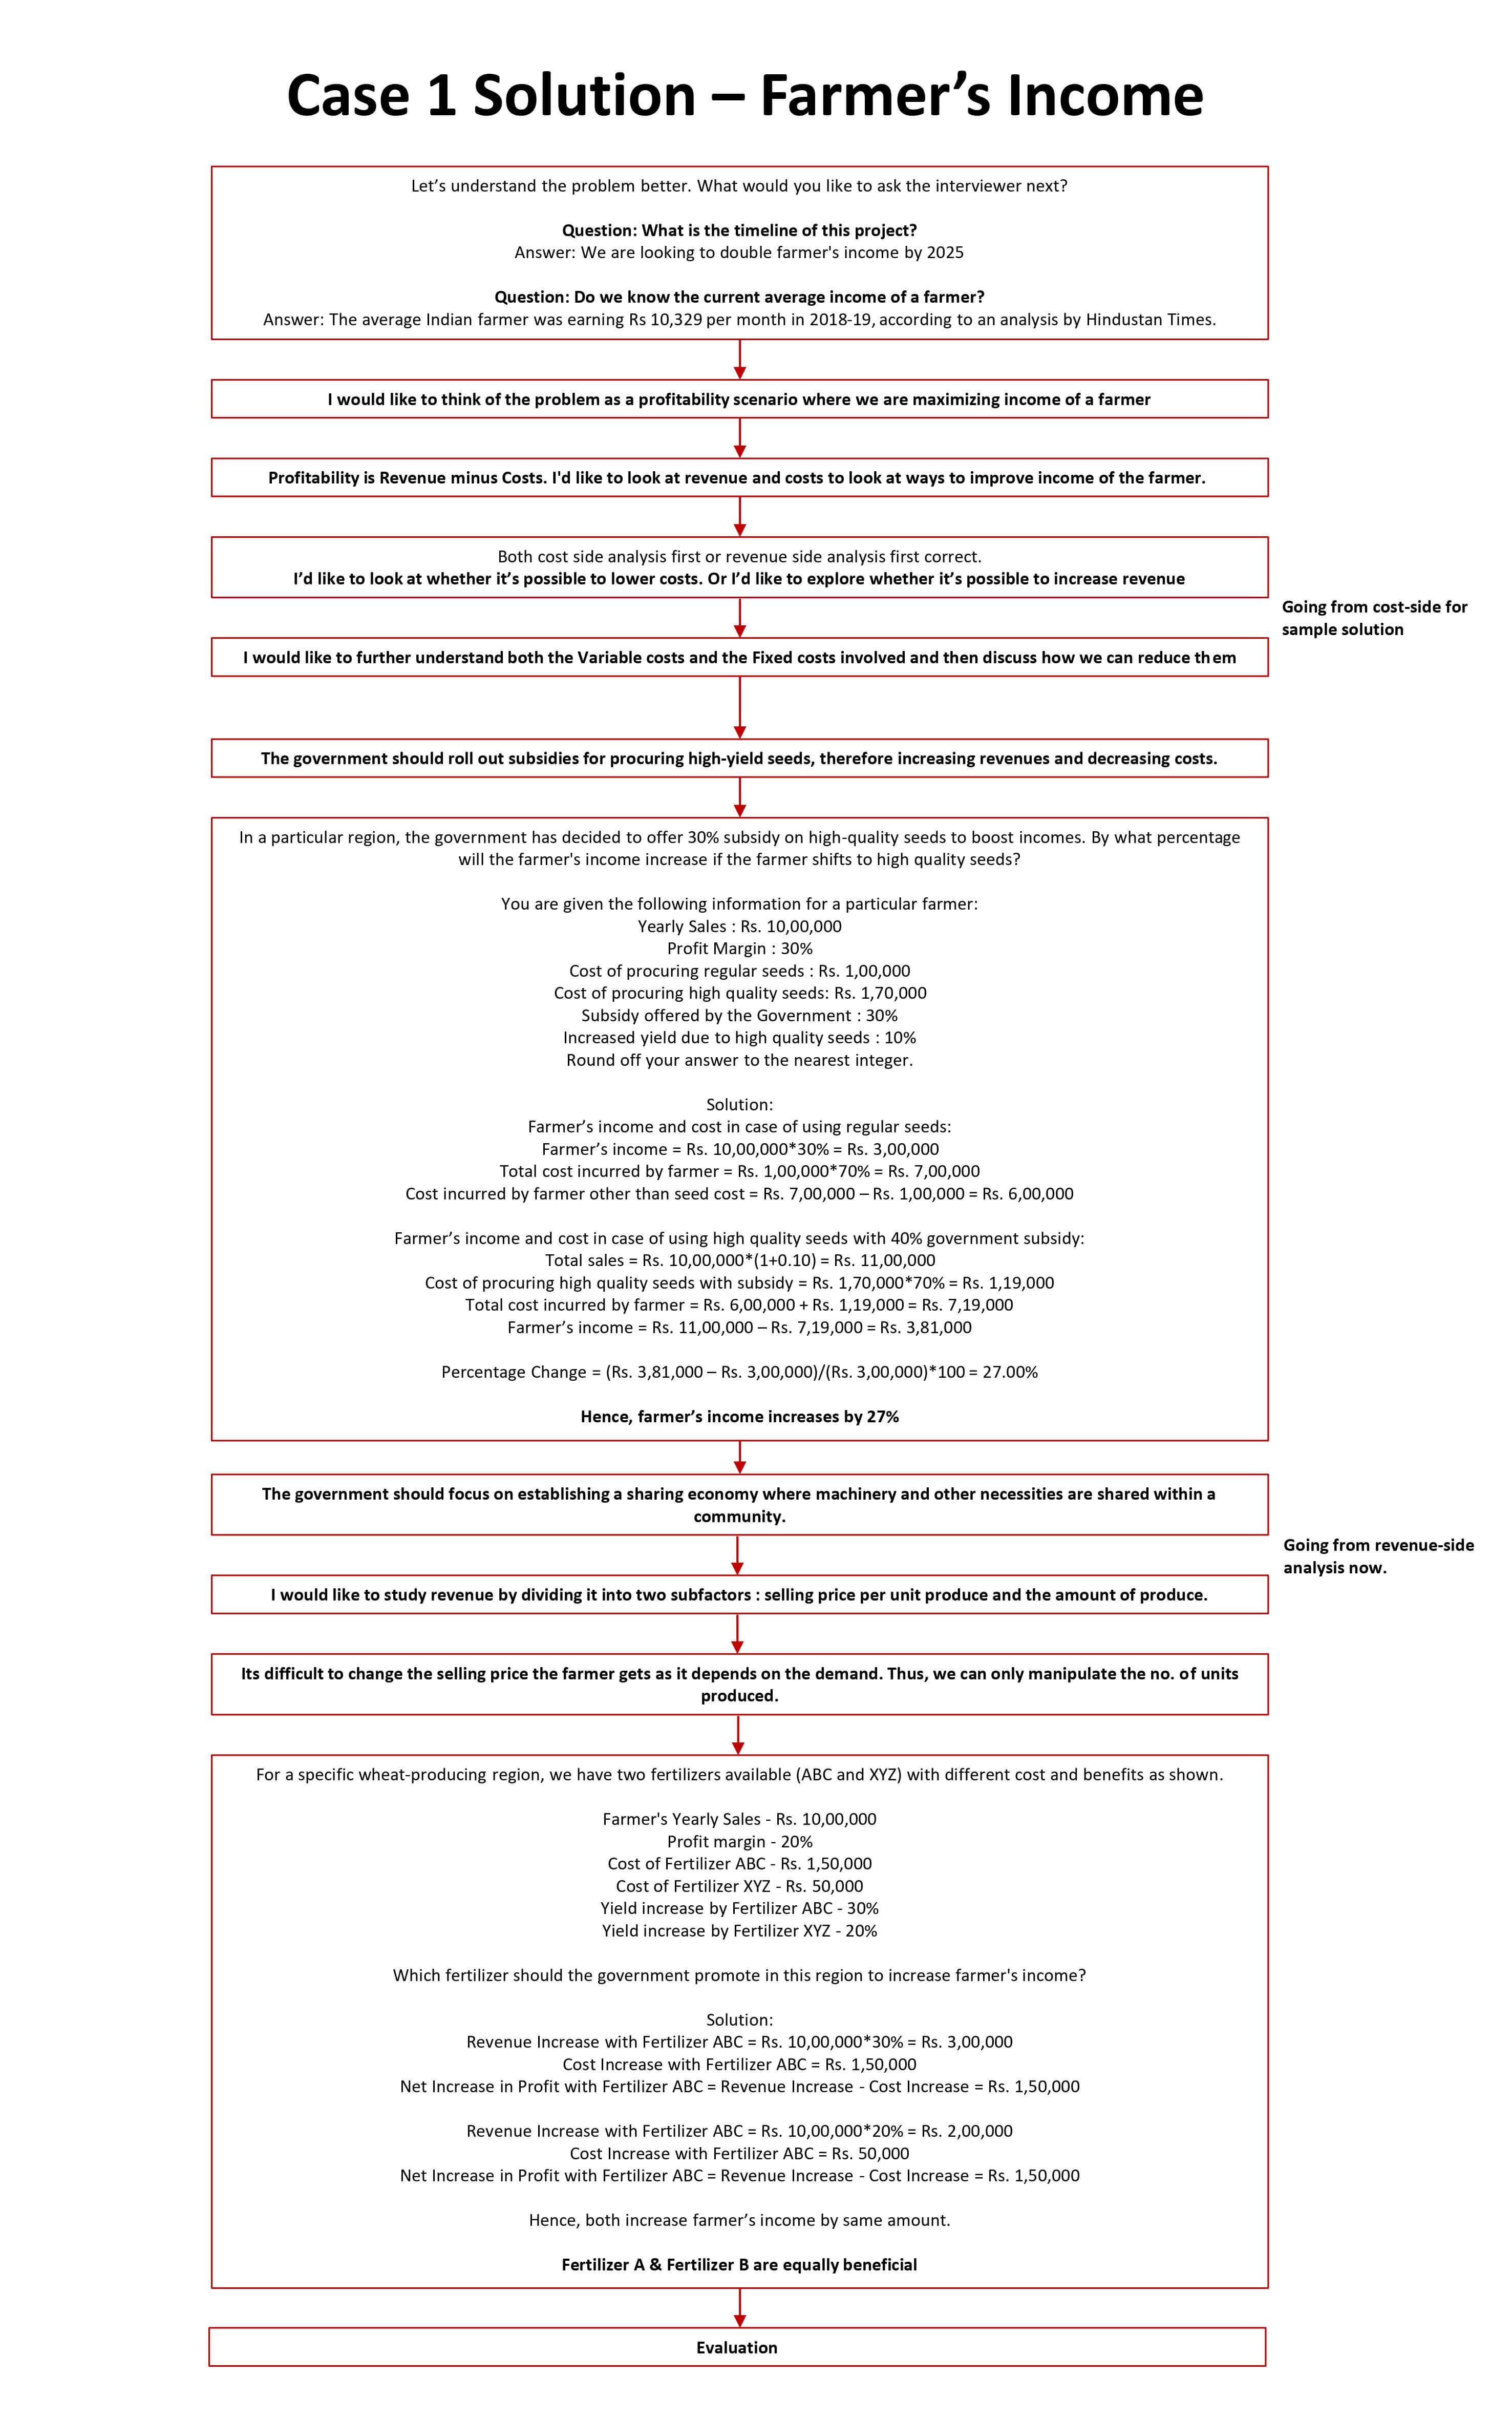 Case 1 Solution – Farmer’s Income
Let’s understand the problem better. What would you like to ask the interviewer next?
Question: What is the timeline of this project?
Answer: We are looking to double farmer's income by 2025
Question: Do we know the current average income of a farmer?
Answer: The average Indian farmer was earning Rs 10,329 per month in 2018-19, according to an analysis by Hindustan Times.
I would like to think of the problem as a profitability scenario where we are maximizing income of a farmer
Profitability is Revenue minus Costs. I'd like to look at revenue and costs to look at ways to improve income of the farmer.
Both cost side analysis first or revenue side analysis first correct.
I’d like to look at whether it’s possible to lower costs. Or I’d like to explore whether it’s possible to increase revenue
Going from cost-side for
sample solution
I would like to further understand both the Variable costs and the Fixed costs involved and then discuss how we can reduce them
The government should roll out subsidies for procuring high-yield seeds, therefore increasing revenues and decreasing costs.
In a particular region, the government has decided to offer 30% subsidy on high-quality seeds to boost incomes. By what percentage
will the farmer's income increase if the farmer shifts to high quality seeds?
You are given the following information for a particular farmer:
Yearly Sales : Rs. 10,00,000
Profit Margin : 30%
Cost of procuring regular seeds : Rs. 1,00,000
Cost of procuring high quality seeds: Rs. 1,70,000
Subsidy offered by the Government : 30%
Increased yield due to high quality seeds : 10%
Round off your answer to the nearest integer.
Solution:
Farmer’s income and cost in case of using regular seeds:
Farmer’s income = Rs. 10,00,000*30% = Rs. 3,00,000
Total cost incurred by farmer = Rs. 1,00,000*70% = Rs. 7,00,000
Cost incurred by farmer other than seed cost = Rs. 7,00,000 – Rs. 1,00,000 = Rs. 6,00,000
Farmer’s income and cost in case of using high quality seeds with 40% government subsidy:
Total sales = Rs. 10,00,000*(1+0.10) = Rs. 11,00,000
Cost of procuring high quality seeds with subsidy = Rs. 1,70,000*70% = Rs. 1,19,000
Total cost incurred by farmer = Rs. 6,00,000 + Rs. 1,19,000 = Rs. 7,19,000
Farmer’s income = Rs. 11,00,000 – Rs. 7,19,000 = Rs. 3,81,000
Percentage Change = (Rs. 3,81,000 – Rs. 3,00,000)/(Rs. 3,00,000)*100 = 27.00%
Hence, farmer’s income increases by 27%
The government should focus on establishing a sharing economy where machinery and other necessities are shared within a
community.
Going from revenue-side
analysis now.
I would like to study revenue by dividing it into two subfactors : selling price per unit produce and the amount of produce.
Its difficult to change the selling price the farmer gets as it depends on the demand. Thus, we can only manipulate the no. of units
produced.
For a specific wheat-producing region, we have two fertilizers available (ABC and XYZ) with different cost and benefits as shown.
Farmer's Yearly Sales - Rs. 10,00,000
Profit margin - 20%
Cost of Fertilizer ABC - Rs. 1,50,000
Cost of Fertilizer XYZ - Rs. 50,000
Yield increase by Fertilizer ABC - 30%
Yield increase by Fertilizer XYZ - 20%
Which fertilizer should the government promote in this region to increase farmer's income?
Solution:
Revenue Increase with Fertilizer ABC = Rs. 10,00,000*30% = Rs. 3,00,000
Cost Increase with Fertilizer ABC = Rs. 1,50,000
Net Increase in Profit with Fertilizer ABC = Revenue Increase - Cost Increase = Rs. 1,50,000
Revenue Increase with Fertilizer ABC = Rs. 10,00,000*20% = Rs. 2,00,000
Cost Increase with Fertilizer ABC = Rs. 50,000
Net Increase in Profit with Fertilizer ABC = Revenue Increase - Cost Increase = Rs. 1,50,000
Hence, both increase farmer’s income by same amount.
Fertilizer A & Fertilizer B are equally beneficial
Evaluation